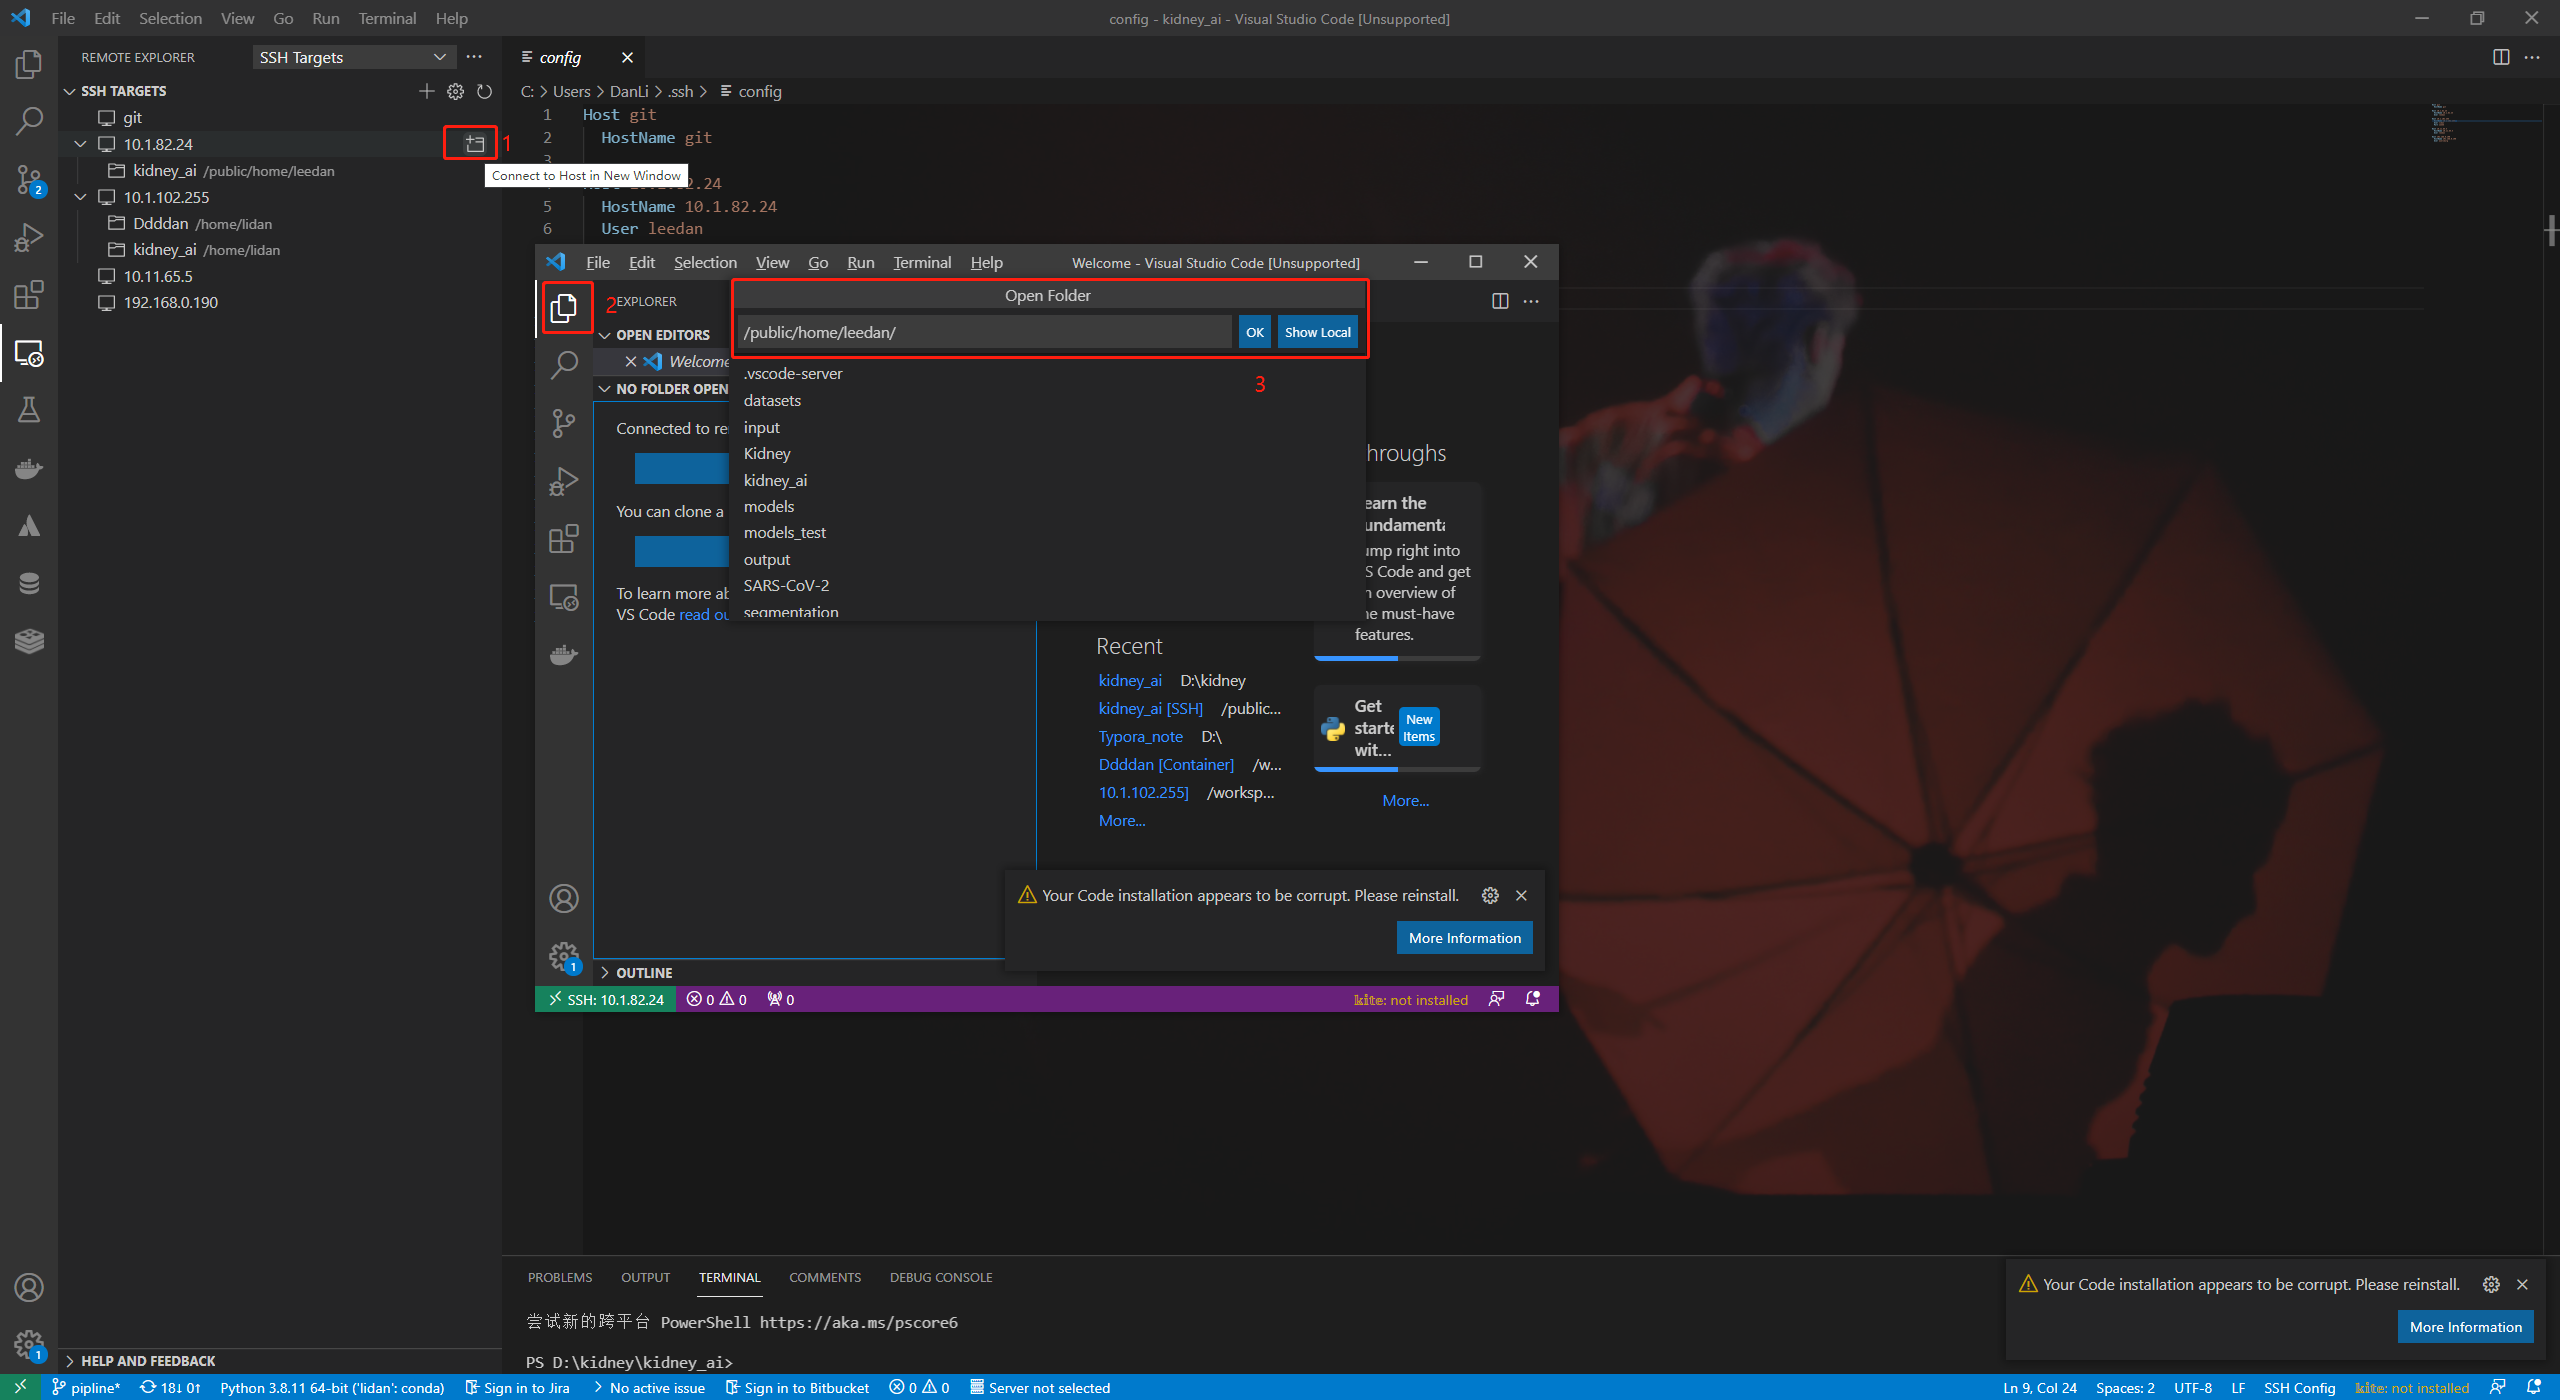 File Edit Selection View Go Run Terminal Help
config - kidney_ai - Visual Studio Code [Unsupported]
REMOTE EXPLORER
SSH Targets
SSH TARGETS
git
10.1.82.24
1
kidney_ai /public/home/leedan
10.1.102.255
Ddddan /home/lidan
kidney_ai /home/lidan
10.11.65.5
192.168.0.190
Connect to Host in New Window
config
C: > Users > DanLi > .ssh > config
1 Host git
2 HostName git
3
5 HostName 10.1.82.24
6 User leedan
File Edit Selection View Go Run Terminal Help
Welcome - Visual Studio Code [Unsupported]
2
EXPLORER
OPEN EDITORS
Welcome
NO FOLDER OPEN
Connected to re
You can clone a
To learn more ab
VS Code read ou
OUTLINE
Open Folder
/public/home/leedan/
OK
Show Local
3
.vscode-server
datasets
input
Kidney
kidney_ai
models
models_test
output
SARS-CoV-2
segmentation
Recent
kidney_ai D:\kidney
kidney_ai [SSH] /public...
Typora_note D:\
Ddddan [Container] /w...
10.1.102.255] /worksp...
More...
hroughs
earn the
undamenta
ump right into
S Code and get
n overview of
he must-have
features.
Get
starte
wit...
New
Items
More...
Your Code installation appears to be corrupt. Please reinstall.
More Information
SSH: 10.1.82.24
0 0
0
kite: not installed
PROBLEMS OUTPUT TERMINAL COMMENTS DEBUG CONSOLE
尝试新的跨平台 PowerShell https://aka.ms/pscore6
PS D:\kidney\kidney_ai>
Your Code installation appears to be corrupt. Please reinstall.
More Information
HELP AND FEEDBACK
2
1
1
pipline* 18↓ 0↑ Python 3.8.11 64-bit ('lidan': conda) Sign in to Jira No active issue Sign in to Bitbucket 0 0 Server not selected
Ln 9, Col 24 Spaces: 2 UTF-8 LF SSH Config kite: not installed